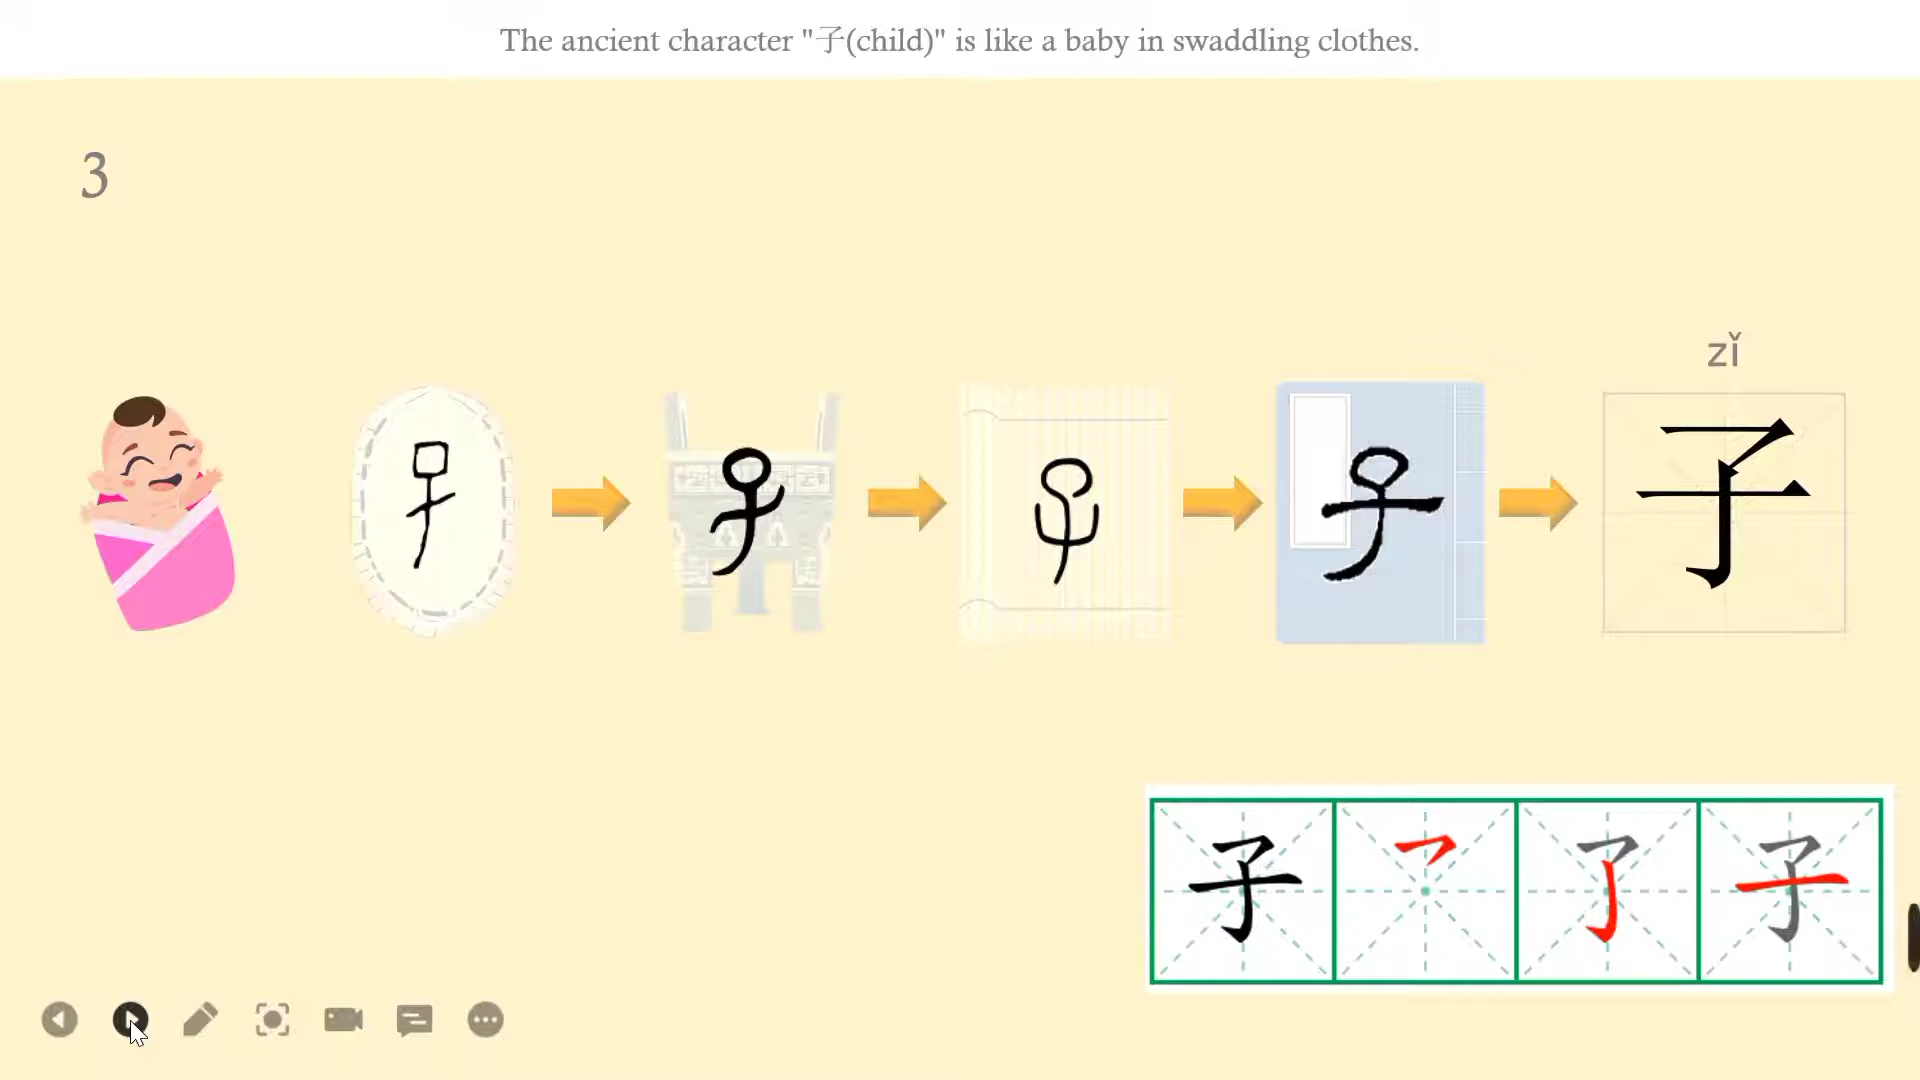 The ancient character "子(child)" is like a baby in swaddling clothes.
3
zǐ
子
子